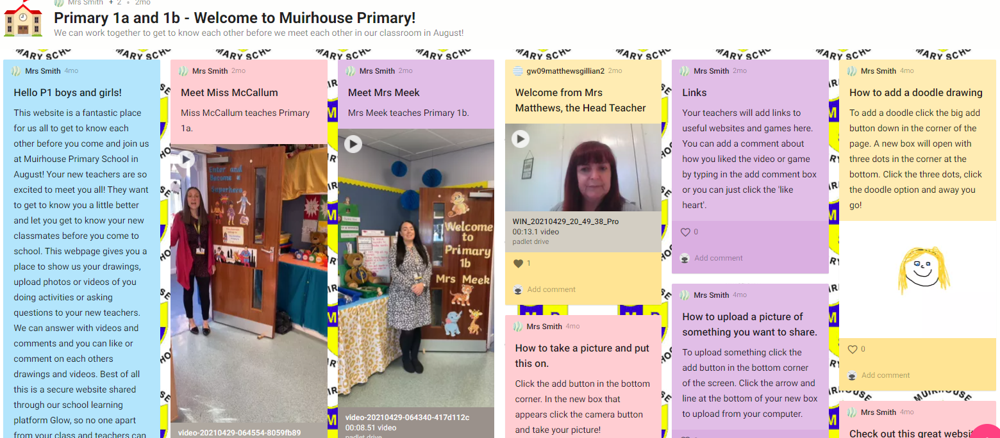 Mrs Smith + 2 • 2mo
Primary 1a and 1b - Welcome to Muirhouse Primary!
We can work together to get to know each other before we meet each other in our classroom in August!
Mrs Smith 4mo
Hello P1 boys and girls!
This website is a fantastic place
for us all to get to know each
other before you come and join us
at Muirhouse Primary School in
August! Your new teachers are so
excited to meet you all! They want
to get to know you a little better
and let you get to know your new
classmates before you come to
school. This webpage gives you a
place to show us your drawings,
upload photos or videos of you
doing activities or asking
questions to your new teachers.
We can answer with videos and
comments and you can like or
comment on each others
drawings and videos. Best of all
this is a secure website shared
through our school learning
platform Glow, so no one apart
from your class and teachers can
Mrs Smith 2mo
Meet Miss McCallum
Miss McCallum teaches Primary
1a.
Enter and
Become a
Superhero
video-20210429-064554-8059fb89
Mrs Smith 2mo
Meet Mrs Meek
Mrs Meek teaches Primary 1b.
Welcome
to
Primary
1b
Mrs Meek
video-20210429-064340-417d112c
00:08.51 video
padlet drive
gw09matthewsgillian2 2mo
Welcome from Mrs
Matthews, the Head Teacher
WIN_20210429_20_49_38_Pro
00:13.1 video
padlet drive
1
Add comment
Mrs Smith 4mo
How to take a picture and put
this on.
Click the add button in the bottom
corner. In the new box that
appears click the camera button
and take your picture!
Mrs Smith 2mo
Links
Your teachers will add links to
useful websites and games here.
You can add a comment about
how you liked the video or game
by typing in the add comment box
or you can just click the 'like
heart'.
0
Add comment
Mrs Smith 4mo
How to upload a picture of
something you want to share.
To upload something click the
add button in the bottom corner
of the screen. Click the arrow and
line at the bottom of your new box
to upload from your computer.
Mrs Smith 4mo
How to add a doodle drawing
To add a doodle click the big add
button down in the corner of the
page. A new box will open with
three dots in the corner at the
bottom. Click the three dots, click
the doodle option and away you
go!
0
Add comment
MUIRHOUSE
Mrs Smith 4mo
Check out this great websi